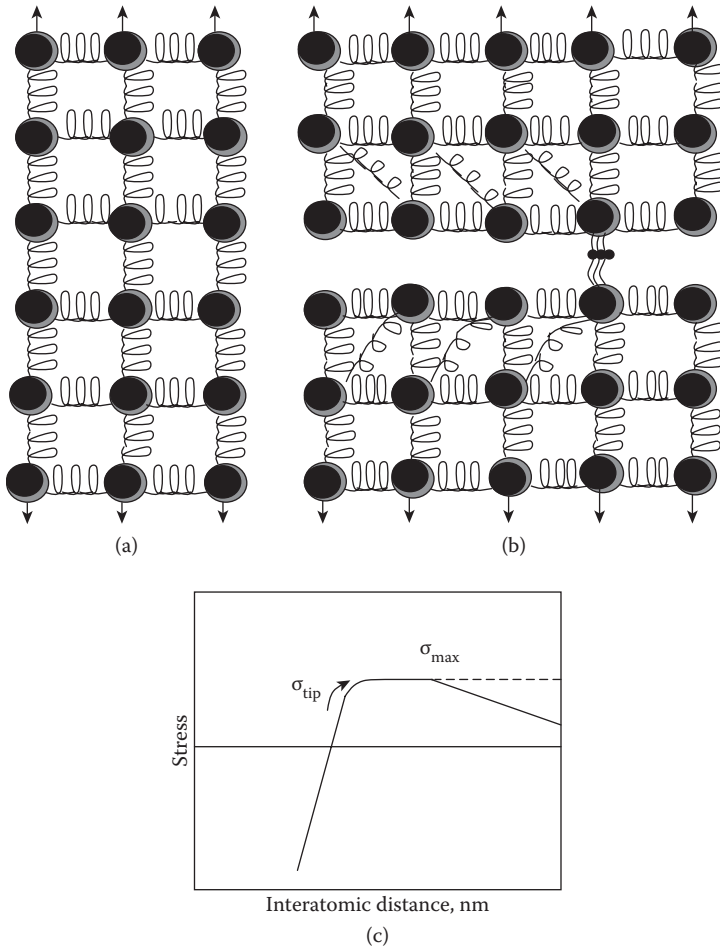 (a)
(b)
σmax
σtip
Stress
Interatomic distance, nm
(c)